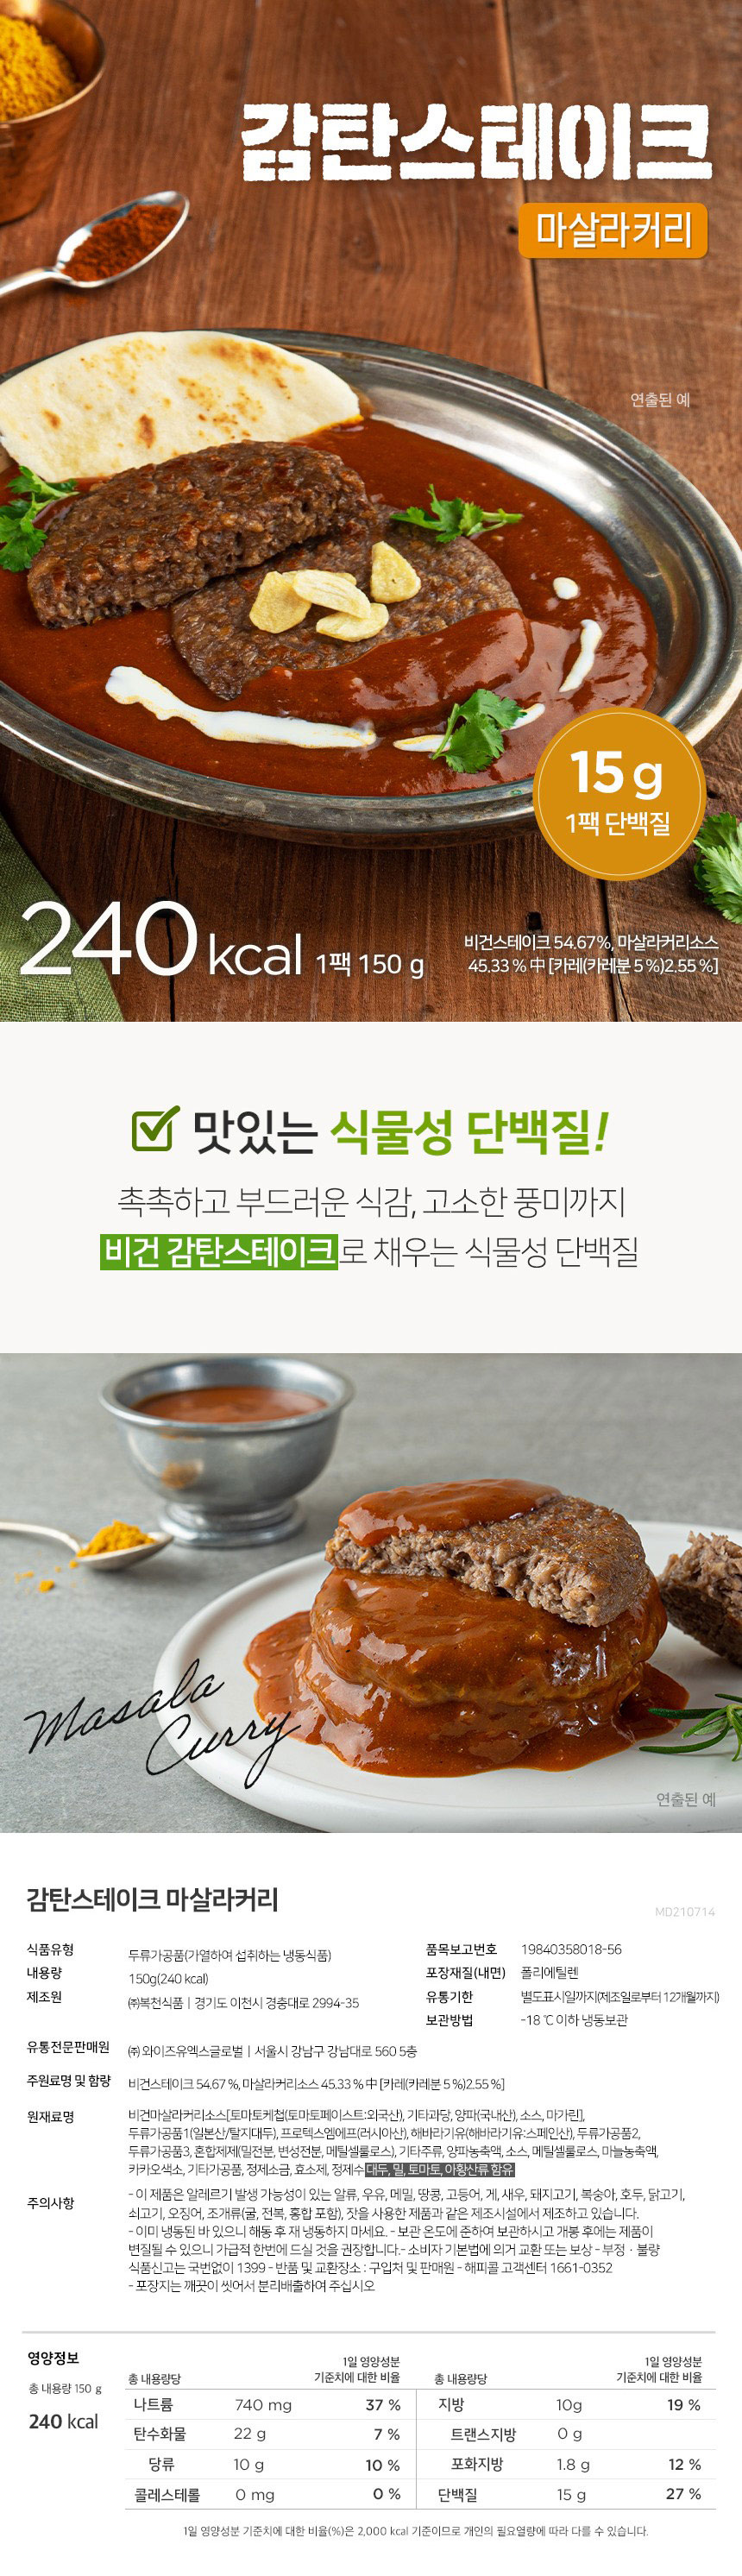 감탄스테이크
마살라커리
연출된 예
15 g
1팩 단백질
240 kcal 1팩 150 g
비건스테이크 54.67%, 마살라커리소스
45.33 % 中 [카레(카레분 5 %)2.55 %]
맛있는 식물성 단백질!
촉촉하고 부드러운 식감, 고소한 풍미까지
비건 감탄스테이크로 채우는 식물성 단백질
Masala
Curry
연출된 예
감탄스테이크 마살라커리
MD210714
식품유형 두류가공품(가열하여 섭취하는 냉동식품)
내용량 150g(240 kcal)
제조원 ㈜복천식품 | 경기도 이천시 경충대로 2994-35
품목보고번호 19840358018-56
포장재질(내면) 폴리에틸렌
유통기한 별도표시일까지(제조일로부터 12개월까지)
보관방법 -18 ℃ 이하 냉동보관
유통전문판매원 ㈜ 와이즈유엑스글로벌 | 서울시 강남구 강남대로 560 5층
주원료명 및 함량 비건스테이크 54.67 %, 마살라커리소스 45.33 % 中 [카레(카레분 5 %)2.55 %]
원재료명 비건마살라커리소스[토마토케첩(토마토페이스트:외국산), 기타과당, 양파(국내산), 소스, 마가린],
두류가공품1(일본산/탈지대두), 프로텍스엠에프(러시아산), 해바라기유(해바라기유:스페인산), 두류가공품2,
두류가공품3, 혼합제제(밀전분, 변성전분, 메틸셀룰로스), 기타주류, 양파농축액, 소스, 메틸셀룰로스, 마늘농축액,
카카오색소, 기타가공품, 정제소금, 효소제, 정제수 대두, 밀, 토마토, 아황산류 함유
주의사항 - 이 제품은 알레르기 발생 가능성이 있는 알류, 우유, 메밀, 땅콩, 고등어, 게, 새우, 돼지고기, 복숭아, 호두, 닭고기,
쇠고기, 오징어, 조개류(굴, 전복, 홍합 포함), 잣을 사용한 제품과 같은 제조시설에서 제조하고 있습니다.
- 이미 냉동된 바 있으니 해동 후 재 냉동하지 마세요. - 보관 온도에 준하여 보관하시고 개봉 후에는 제품이
변질될 수 있으니 가급적 한번에 드실 것을 권장합니다.- 소비자 기본법에 의거 교환 또는 보상 - 부정 · 불량
식품신고는 국번없이 1399 - 반품 및 교환장소 : 구입처 및 판매원 - 해피콜 고객센터 1661-0352
- 포장지는 깨끗이 씻어서 분리배출하여 주십시오
영양정보
총 내용량 150 g
240 kcal
총 내용량당 1일 영양성분
기준치에 대한 비율
총 내용량당 1일 영양성분
기준치에 대한 비율
나트륨 740 mg 37 % 지방 10g 19 %
탄수화물 22 g 7 % 트랜스지방 0 g
당류 10 g 10 % 포화지방 1.8 g 12 %
콜레스테롤 0 mg 0 % 단백질 15 g 27 %
1일 영양성분 기준치에 대한 비율(%)은 2,000 kcal 기준이므로 개인의 필요열량에 따라 다를 수 있습니다.